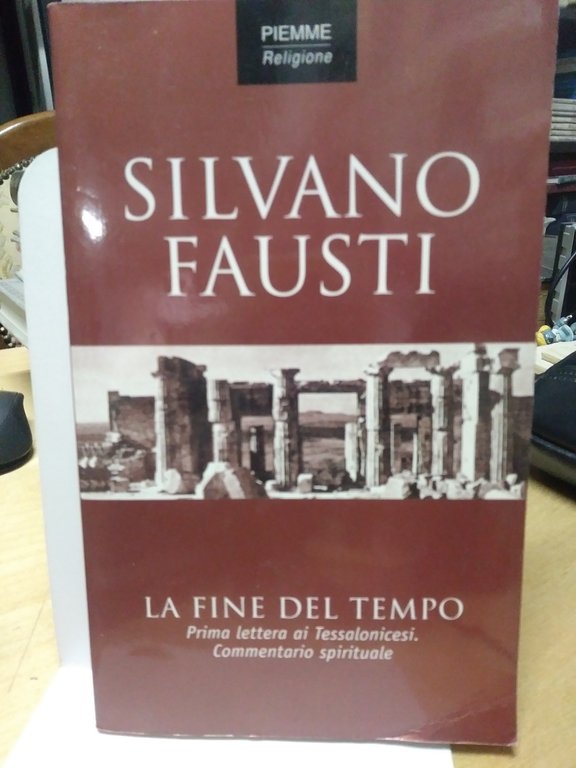 PIEMME
Religione
SILVANO
FAUSTI
LA FINE DEL TEMPO
Prima lettera ai Tessalonicesi.
Commentario spirituale